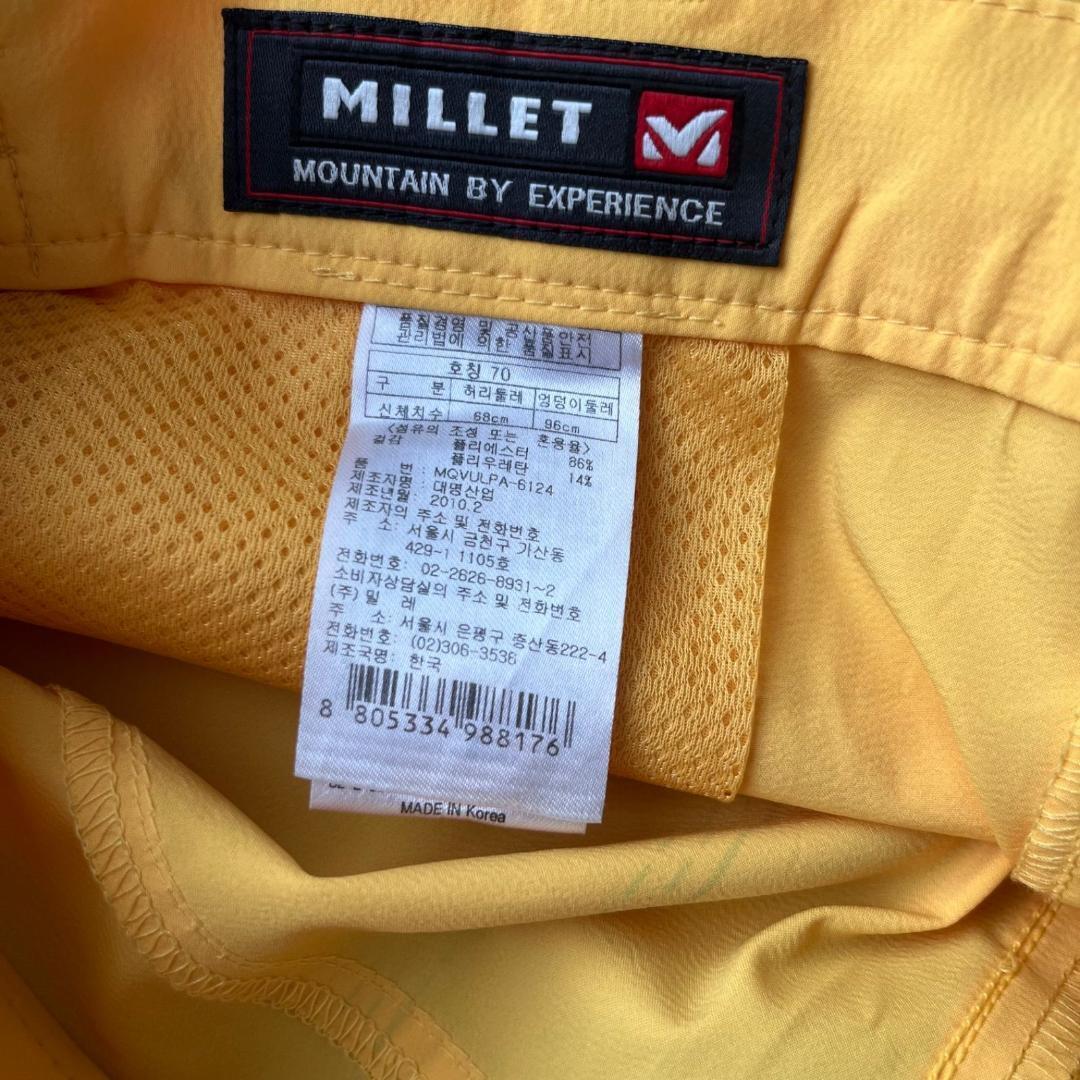 MILLET
MOUNTAIN BY EXPERIENCE
품질경영 및 공산품안전
관리법에 의한 품질표시
호칭 70
구 분 허리둘레 엉덩이둘레
신체치수 68cm 96cm
<섬유의 조성 또는 혼용율>
겉감 폴리에스터 86%
폴리우레탄 14%
품 번: MQVULPA-6124
제조자명: 대명산업
제조년월: 2010.2
제조자의 주소 및 전화번호
주 소: 서울시 금천구 가산동
429-1 1105호
전화번호: 02-2626-8931~2
소비자상담실의 주소 및 전화번호
(주) 밀 레
주 소: 서울시 은평구 증산동222-4
전화번호: (02)306-3536
제조국명: 한국
8 805334 988176
MADE IN Korea